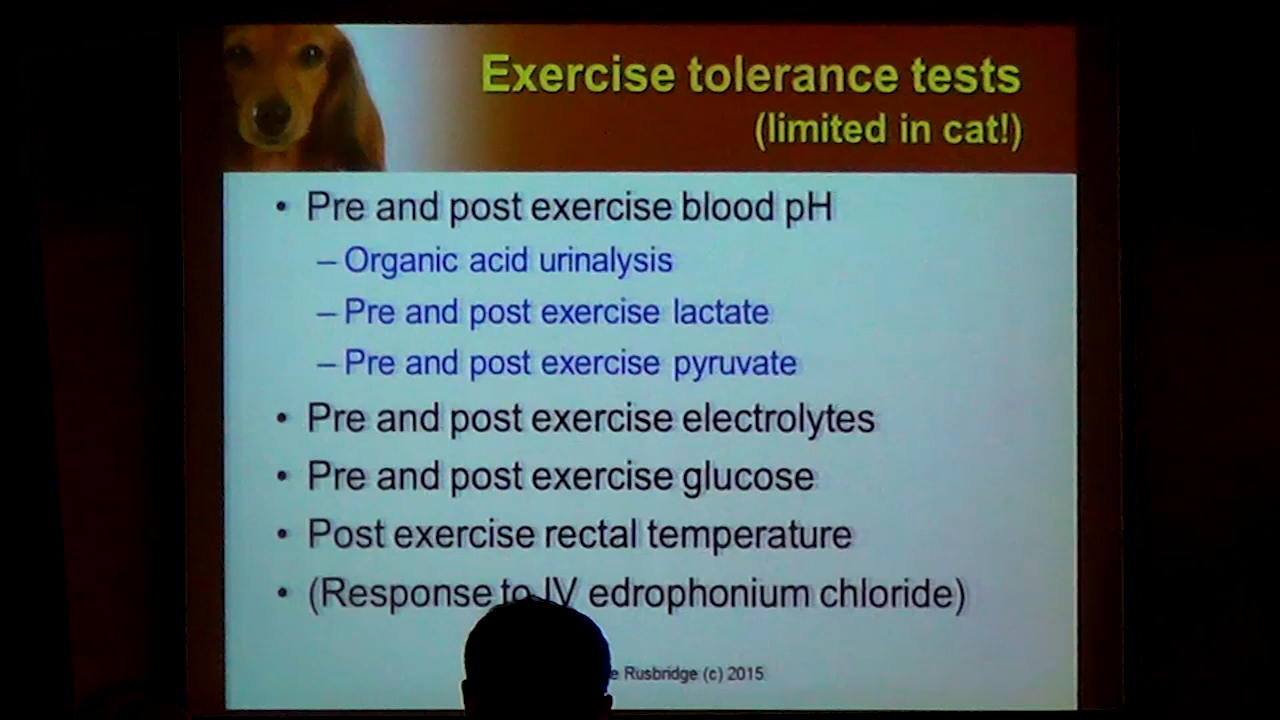 Exercise tolerance tests
(limited in cat!)
• Pre and post exercise blood pH
– Organic acid urinalysis
– Pre and post exercise lactate
– Pre and post exercise pyruvate
• Pre and post exercise electrolytes
• Pre and post exercise glucose
• Post exercise rectal temperature
• (Response to IV edrophonium chloride)
Rusbridge (c) 2015